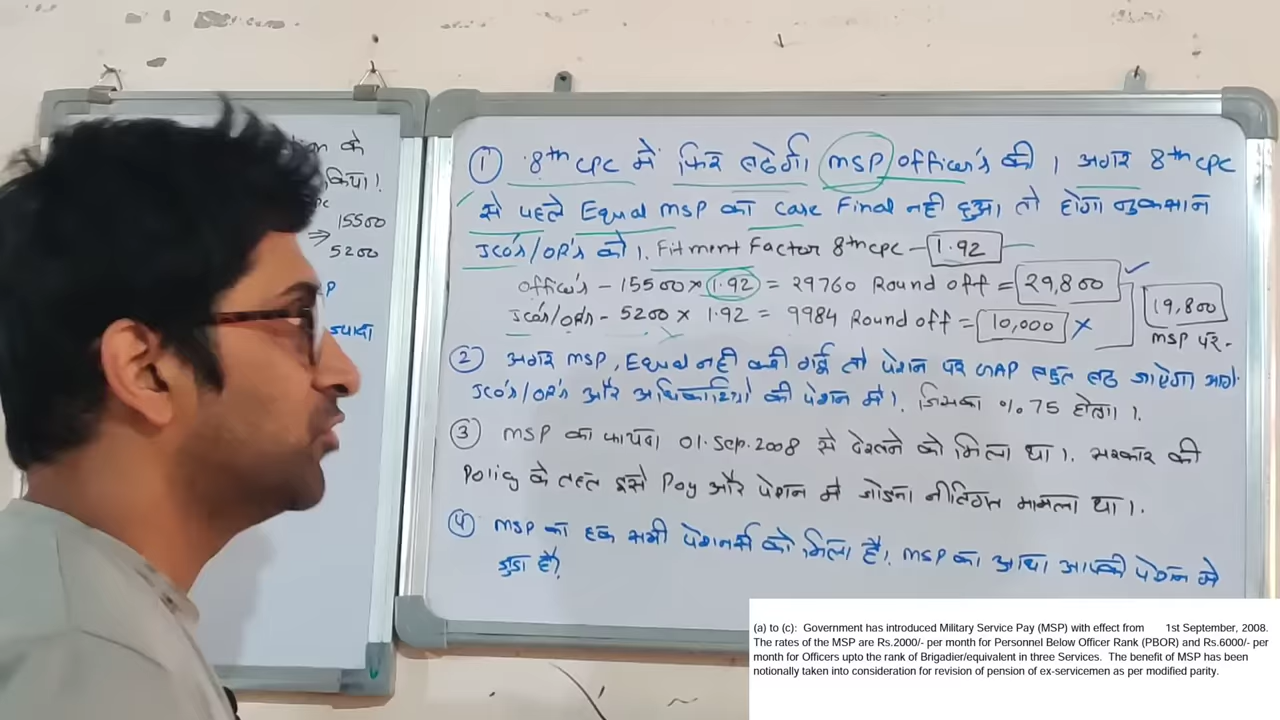 के
किया!
15500
⇒ 5200
P
ज्यादा
① 8th CPC में फिर बढेगी MSP officer's की । अगर 8th CPC
से पहले Equal MSP का Case Final नही हुआ तो होगा नुकसान
JCO's/OR's को । Fitment Factor 8th CPC – 1.92
officer's – 15500 × 1.92 = 29760 Round off = 29,800
JCO's/OR's – 5200 × 1.92 = 9984 Round off = 10,000 ×
19,800
MSP पर -
② अगर MSP, Equal नही करी गई तो पेंशन पर GAP बहुत बढ जाएगा आगे
JCO's/OR's और अधिकारियो की पेंशन में । जिसका % 75 होगा ।
③ MSP का फायदा 01. Sep. 2008 से देखने को मिला था । सरकार की
Policy के तहत इसे Pay और पेंशन में जोडना नीतिगत मामला था ।
④ MSP का हक सभी पेंशनर्स को मिला है । MSP का आधा आपकी पेंशन में
जुडा है ।
(a) to (c): Government has introduced Military Service Pay (MSP) with effect from 1st September, 2008.
The rates of the MSP are Rs.2000/- per month for Personnel Below Officer Rank (PBOR) and Rs.6000/- per
month for Officers upto the rank of Brigadier/equivalent in three Services. The benefit of MSP has been
notionally taken into consideration for revision of pension of ex-servicemen as per modified parity.